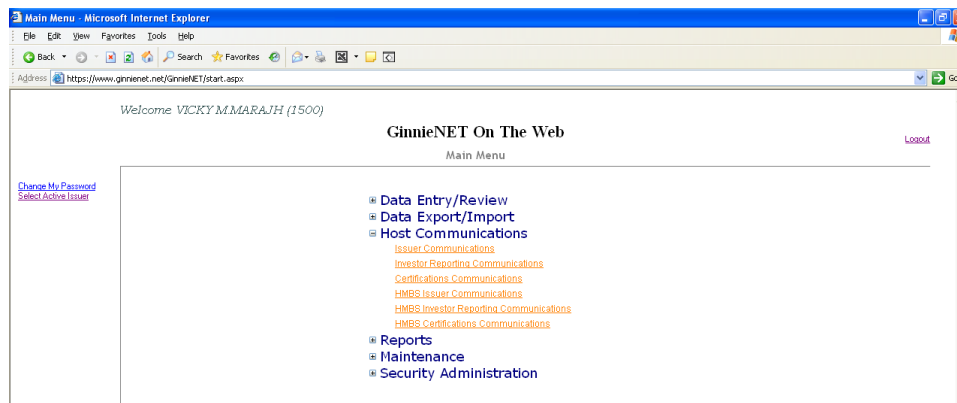 Main Menu - Microsoft Internet Explorer
File Edit View Favorites Tools Help
Back Search Favorites
Address https://www.ginnienet.net/GinnieNET/start.aspx Go
Welcome VICKY M.MARAJH (1500)
GinnieNET On The Web
Logout
Main Menu
Change My Password
Select Active Issuer
Data Entry/Review
Data Export/Import
Host Communications
Issuer Communications
Investor Reporting Communications
Certifications Communications
HMBS Issuer Communications
HMBS Investor Reporting Communications
HMBS Certifications Communications
Reports
Maintenance
Security Administration